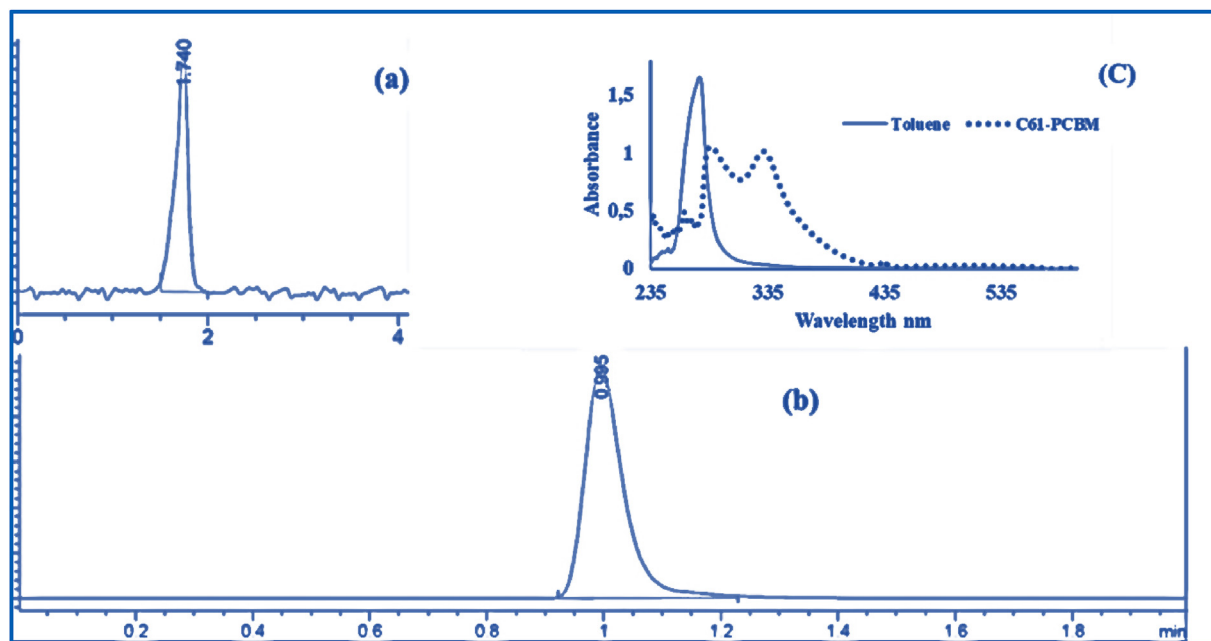 1.740
(a)
0
2
4
(C)
1,5
1
0,5
0
Absorbance
Toluene
C61-PCBM
235
335
435
535
Wavelength nm
0.995
(b)
0 2
0 4
0 6
0 8
1
1 2
1 4
1 6
1 8
min